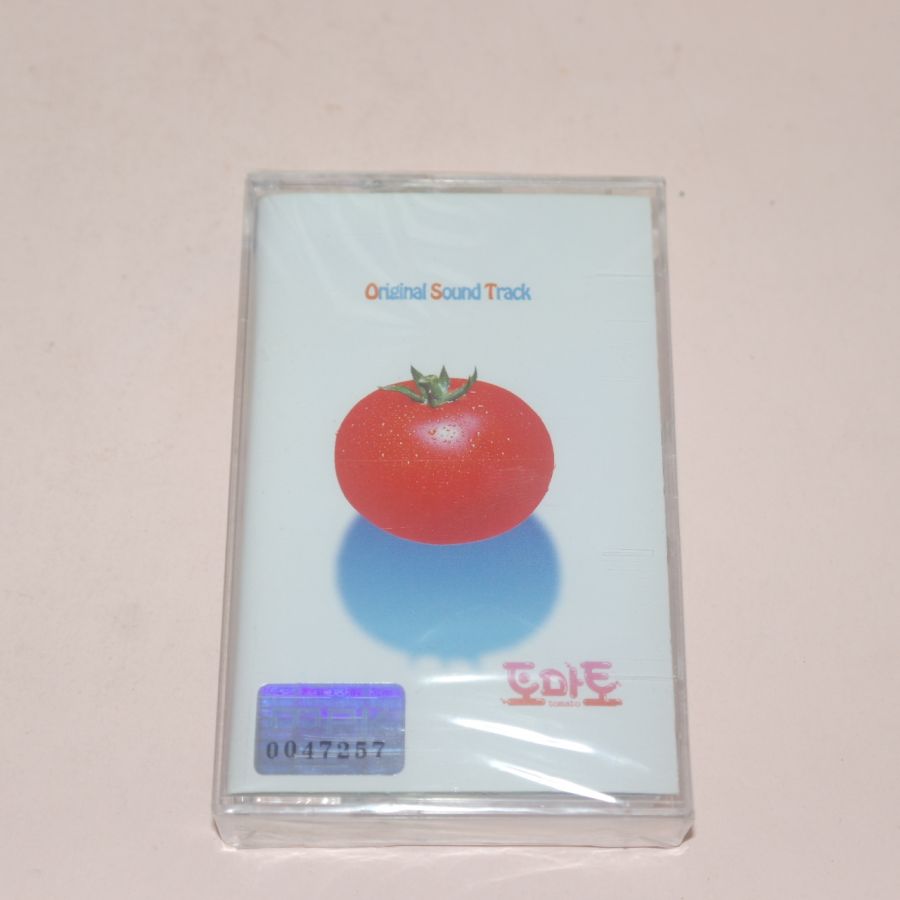 Original Sound Track
토마토
tomato
0047257